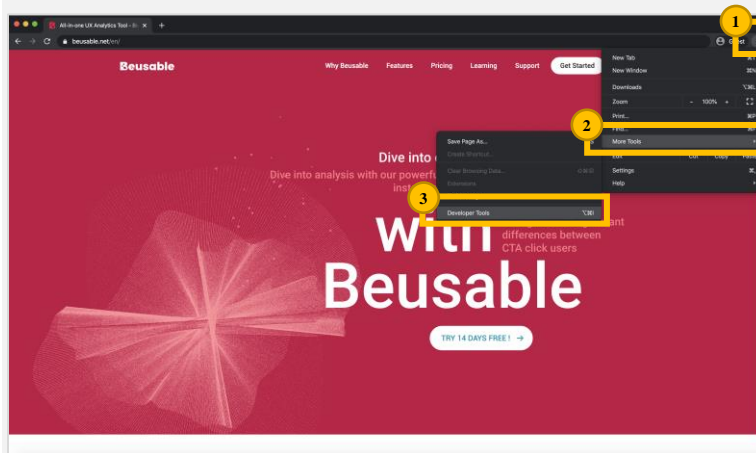 All-in-one UX Analytics Tool - Be
beusable.net/en/
1
Beusable
Why Beusable Features Pricing Learning Support Get Started
New Tab
New Window
Downloads
Zoom - 100% +
Print...
Find...
2
More Tools
Edit Cut Copy Paste
Settings
Help
Save Page As...
Create Shortcut...
Clear Browsing Data...
Extensions
3
Developer Tools
Dive into
Dive into analysis with our powerful
with
differences between
CTA click users
Beusable
TRY 14 DAYS FREE !